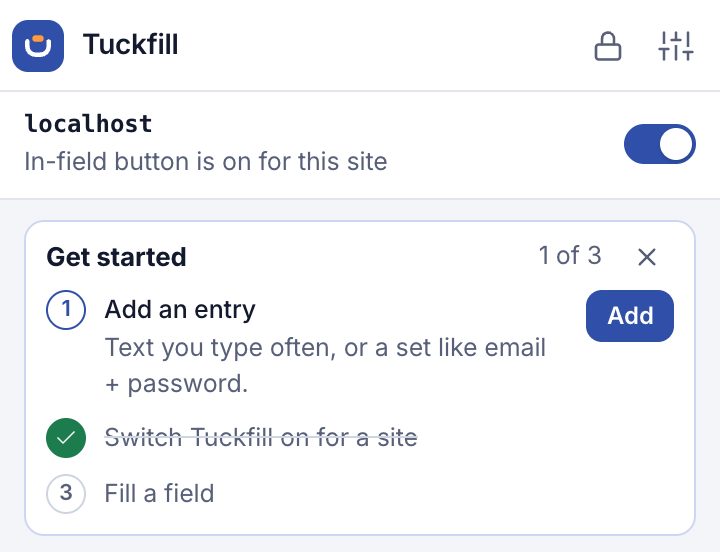 Tuckfill
localhost
In-field button is on for this site
Get started
1 of 3
1
Add an entry
Add
Text you type often, or a set like email
+ password.
Switch Tuckfill on for a site
3
Fill a field